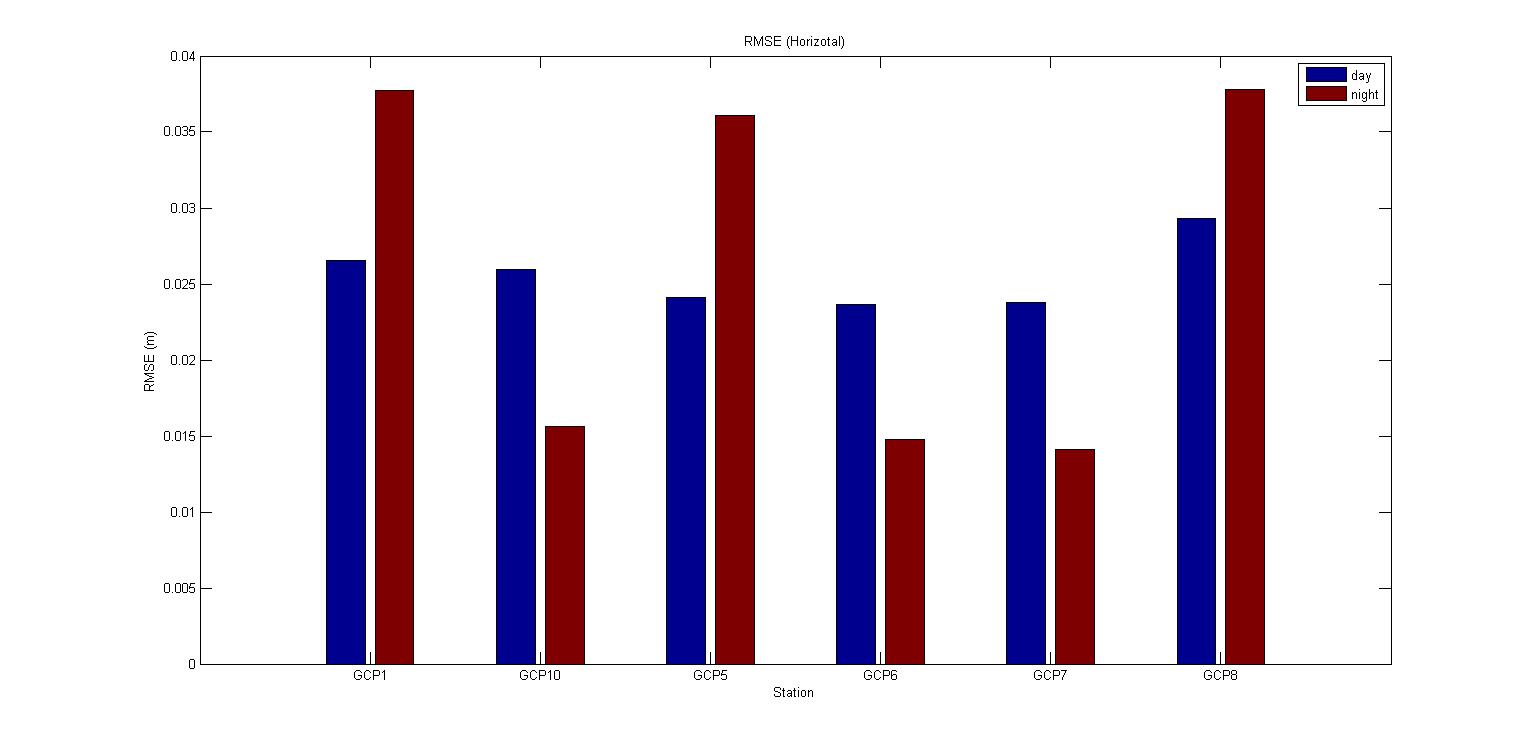 RMSE (Horizotal)
0.04
0.035
0.03
0.025
0.02
0.015
0.01
0.005
0
RMSE (m)
day
night
GCP1 GCP10 GCP5 GCP6 GCP7 GCP8
Station